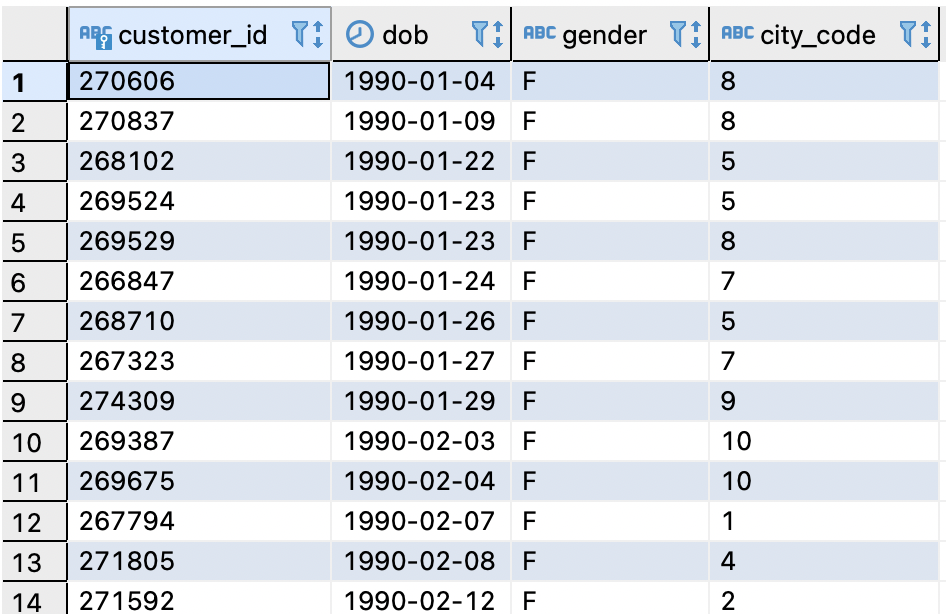 ABC customer_id dob ABC gender ABC city_code
1 270606 1990-01-04 F 8
2 270837 1990-01-09 F 8
3 268102 1990-01-22 F 5
4 269524 1990-01-23 F 5
5 269529 1990-01-23 F 8
6 266847 1990-01-24 F 7
7 268710 1990-01-26 F 5
8 267323 1990-01-27 F 7
9 274309 1990-01-29 F 9
10 269387 1990-02-03 F 10
11 269675 1990-02-04 F 10
12 267794 1990-02-07 F 1
13 271805 1990-02-08 F 4
14 271592 1990-02-12 F 2